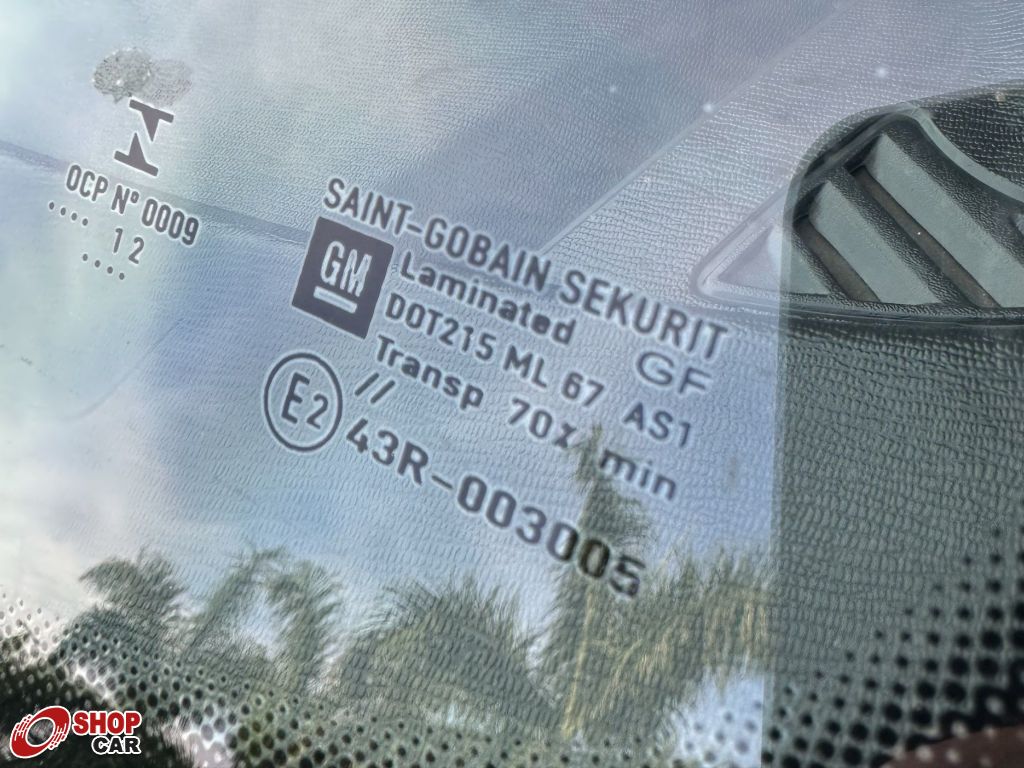 OCP Nº 0009
.... 12
....
SAINT-GOBAIN SEKURIT
GM
Laminated GF
DOT215 ML 67 AS1
Transp 70% min
//
E2
43R-003005
SHOP
CAR